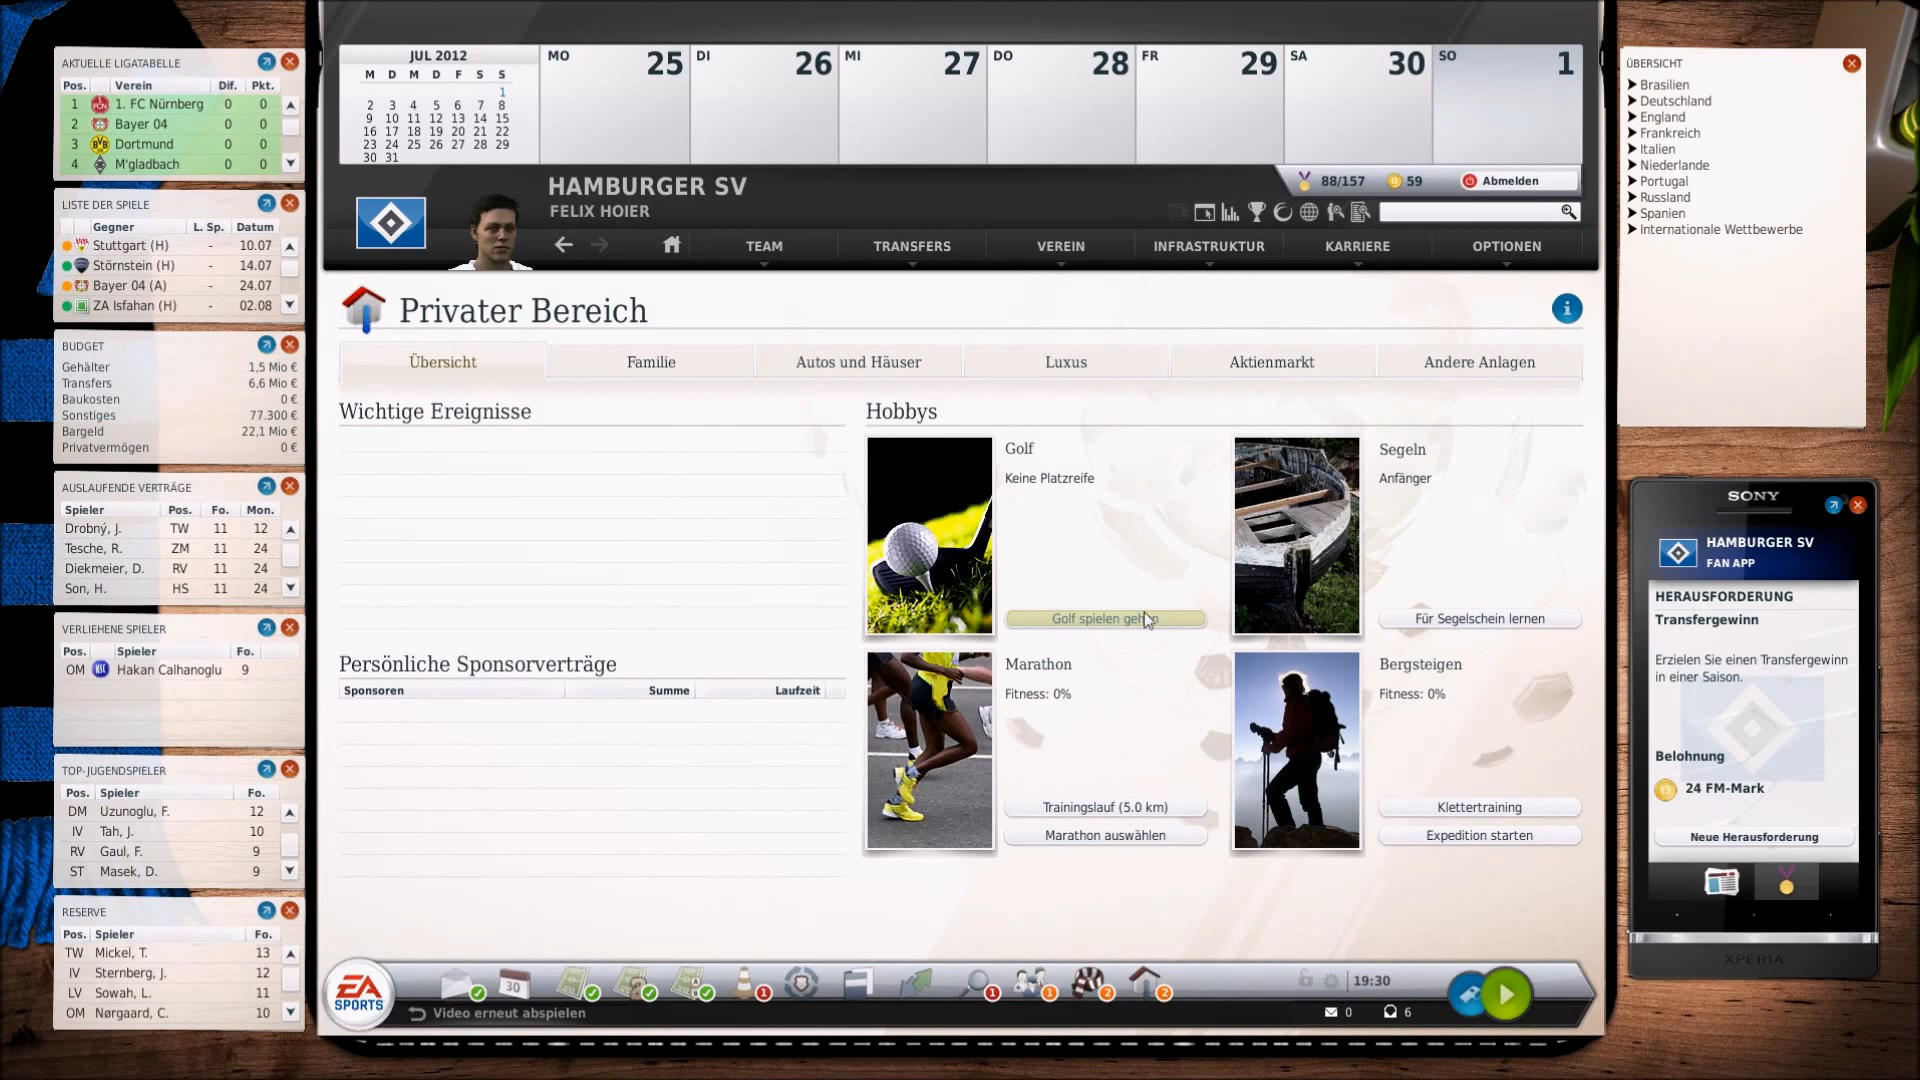 AKTUELLE LIGATABELLE
Pos. Verein Dif. Pkt.
1 1. FC Nürnberg 0 0
2 Bayer 04 0 0
3 Dortmund 0 0
4 M'gladbach 0 0
LISTE DER SPIELE
Gegner L. Sp. Datum
Stuttgart (H) - 10.07
Störnstein (H) - 14.07
Bayer 04 (A) - 24.07
ZA Isfahan (H) - 02.08
BUDGET
Gehälter 1,5 Mio €
Transfers 6,6 Mio €
Baukosten 0 €
Sonstiges 77.300 €
Bargeld 22,1 Mio €
Privatvermögen 0 €
AUSLAUFENDE VERTRÄGE
Spieler Pos. Fo. Mon.
Drobný, J. TW 11 12
Tesche, R. ZM 11 24
Diekmeier, D. RV 11 24
Son, H. HS 11 24
VERLIEHENE SPIELER
Pos. Spieler Fo.
OM KSC Hakan Calhanoglu 9
TOP-JUGENDSPIELER
Pos. Spieler Fo.
DM Uzunoglu, F. 12
IV Tah, J. 10
RV Gaul, F. 9
ST Masek, D. 9
RESERVE
Pos. Spieler Fo.
TW Mickel, T. 13
IV Sternberg, J. 12
LV Sowah, L. 11
OM Nørgaard, C. 10
JUL 2012
M D M D F S S
1
2 3 4 5 6 7 8
9 10 11 12 13 14 15
16 17 18 19 20 21 22
23 24 25 26 27 28 29
30 31
MO 25 DI 26 MI 27 DO 28 FR 29 SA 30 SO 1
HAMBURGER SV
FELIX HOIER
88/157 59 Abmelden
TEAM TRANSFERS VEREIN INFRASTRUKTUR KARRIERE OPTIONEN
Privater Bereich
Übersicht Familie Autos und Häuser Luxus Aktienmarkt Andere Anlagen
Wichtige Ereignisse
Persönliche Sponsorverträge
Sponsoren Summe Laufzeit
Hobbys
Golf
Keine Platzreife
Golf spielen gehen
Segeln
Anfänger
Für Segelschein lernen
Marathon
Fitness: 0%
Trainingslauf (5.0 km)
Marathon auswählen
Bergsteigen
Fitness: 0%
Klettertraining
Expedition starten
EA SPORTS
30
1 1 1 2 2
19:30
Video erneut abspielen
0 6
ÜBERSICHT
Brasilien
Deutschland
England
Frankreich
Italien
Niederlande
Portugal
Russland
Spanien
Internationale Wettbewerbe
SONY
HAMBURGER SV
FAN APP
HERAUSFORDERUNG
Transfergewinn
Erzielen Sie einen Transfergewinn
in einer Saison.
Belohnung
24 FM-Mark
Neue Herausforderung
XPERIA